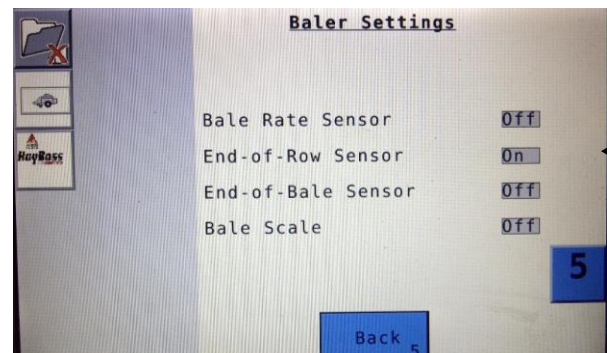 Baler Settings
Bale Rate Sensor Off
End-of-Row Sensor On
End-of-Bale Sensor Off
Bale Scale Off
HayBoss
5
Back 5